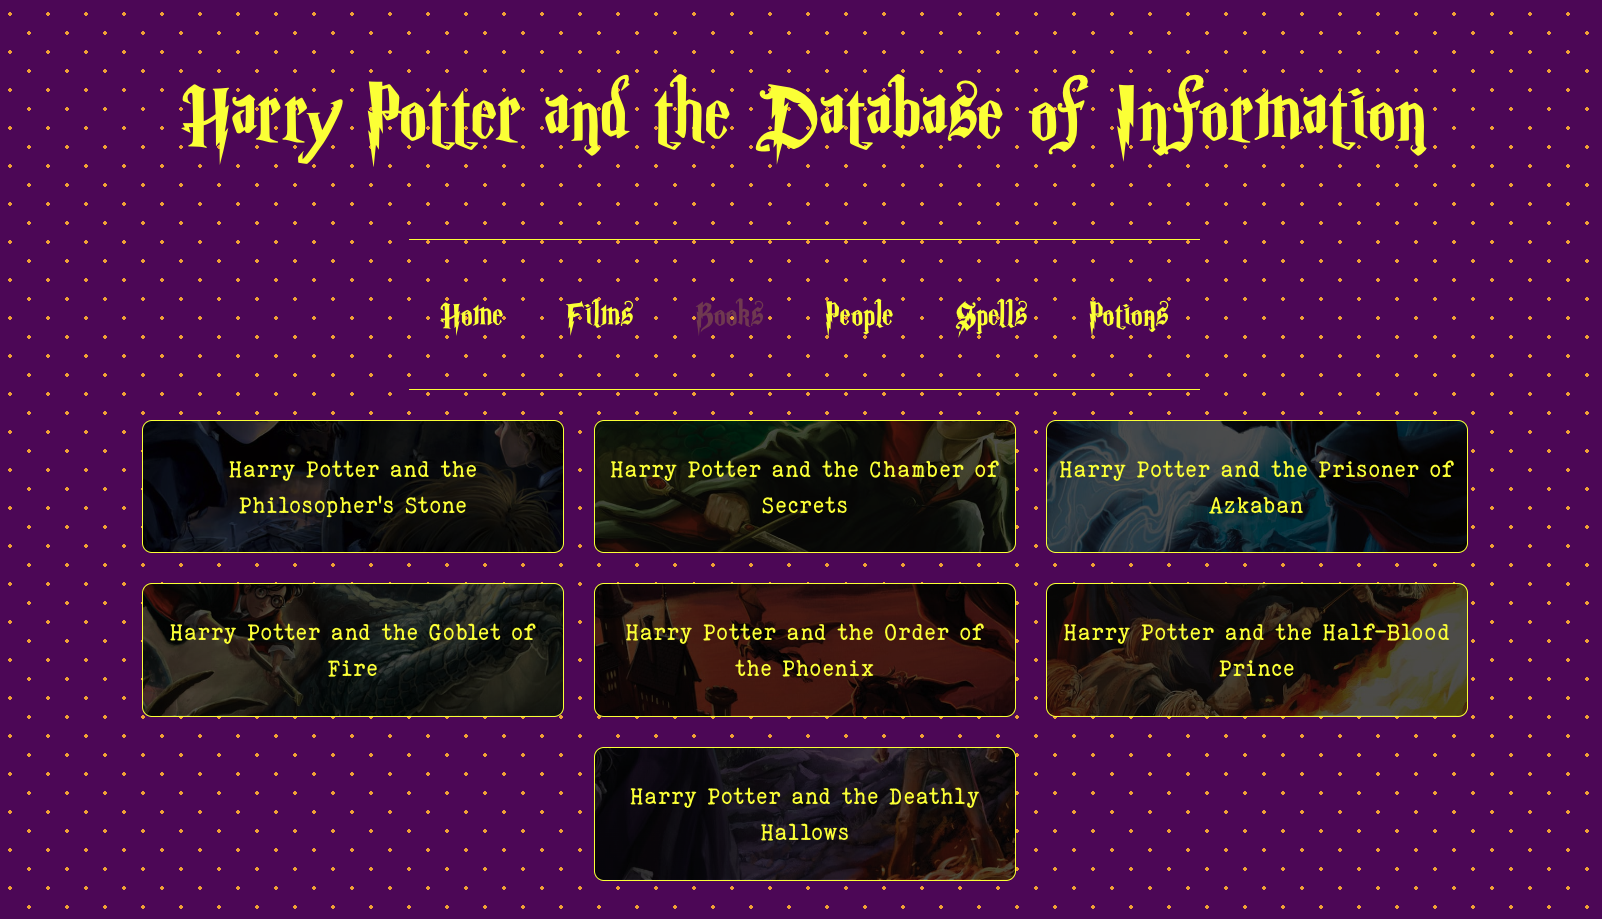 Harry Potter and the Database of Information
Home Films Books People Spells Potions
Harry Potter and the
Philosopher's Stone
Harry Potter and the Chamber of
Secrets
Harry Potter and the Prisoner of
Azkaban
Harry Potter and the Goblet of
Fire
Harry Potter and the Order of
the Phoenix
Harry Potter and the Half-Blood
Prince
Harry Potter and the Deathly
Hallows